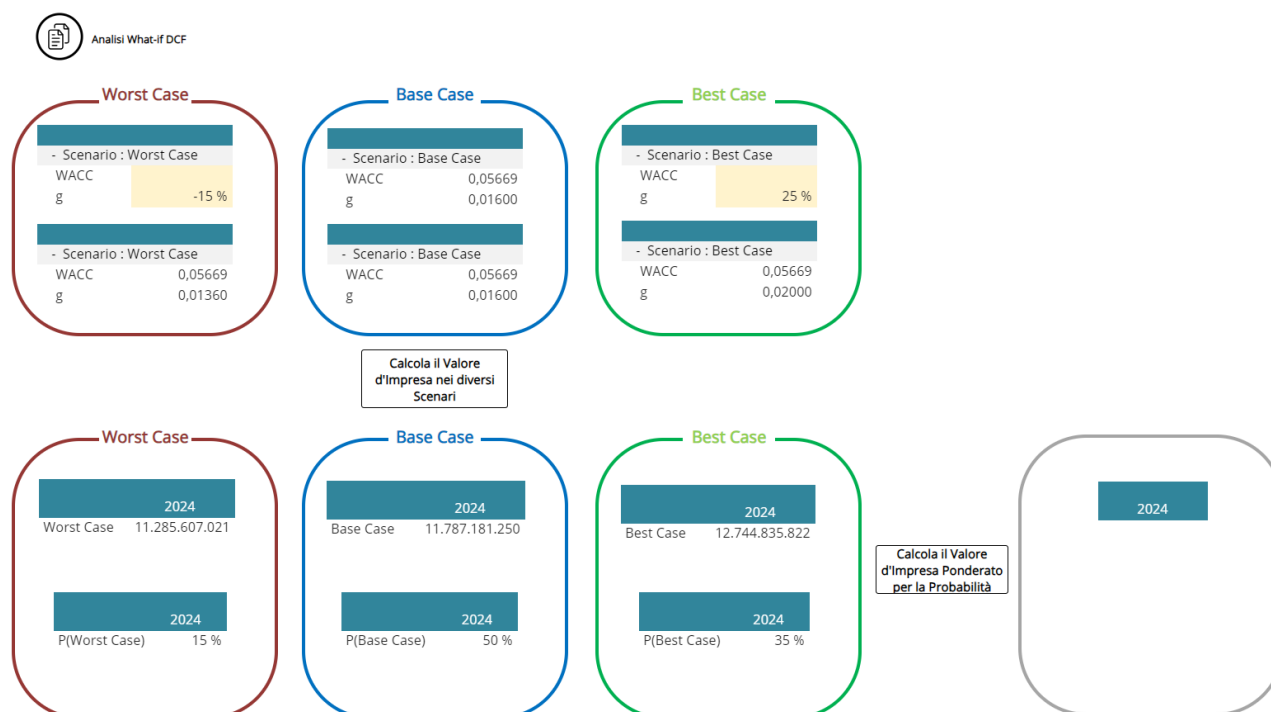 Analisi What-if DCF
Worst Case
- Scenario : Worst Case
WACC
g -15 %
- Scenario : Worst Case
WACC 0,05669
g 0,01360
Base Case
- Scenario : Base Case
WACC 0,05669
g 0,01600
- Scenario : Base Case
WACC 0,05669
g 0,01600
Best Case
- Scenario : Best Case
WACC
g 25 %
- Scenario : Best Case
WACC 0,05669
g 0,02000
Calcola il Valore
d'Impresa nei diversi
Scenari
Worst Case
2024
Worst Case 11.285.607.021
2024
P(Worst Case) 15 %
Base Case
2024
Base Case 11.787.181.250
2024
P(Base Case) 50 %
Best Case
2024
Best Case 12.744.835.822
2024
P(Best Case) 35 %
Calcola il Valore
d'Impresa Ponderato
per la Probabilità
2024